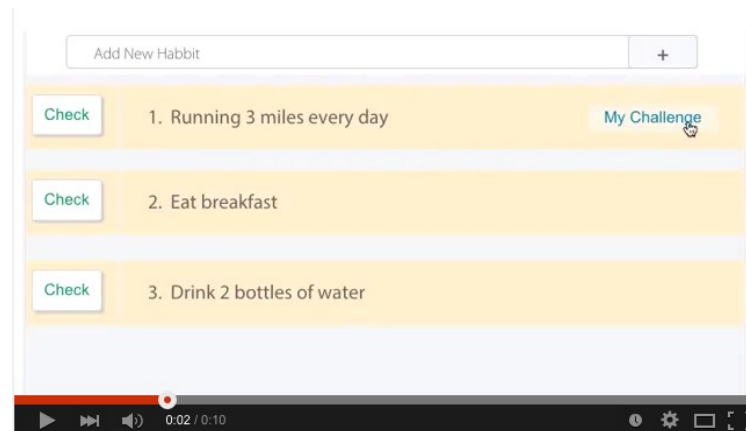 Add New Habbit +
Check 1. Running 3 miles every day My Challenge
Check 2. Eat breakfast
Check 3. Drink 2 bottles of water
0:02 / 0:10